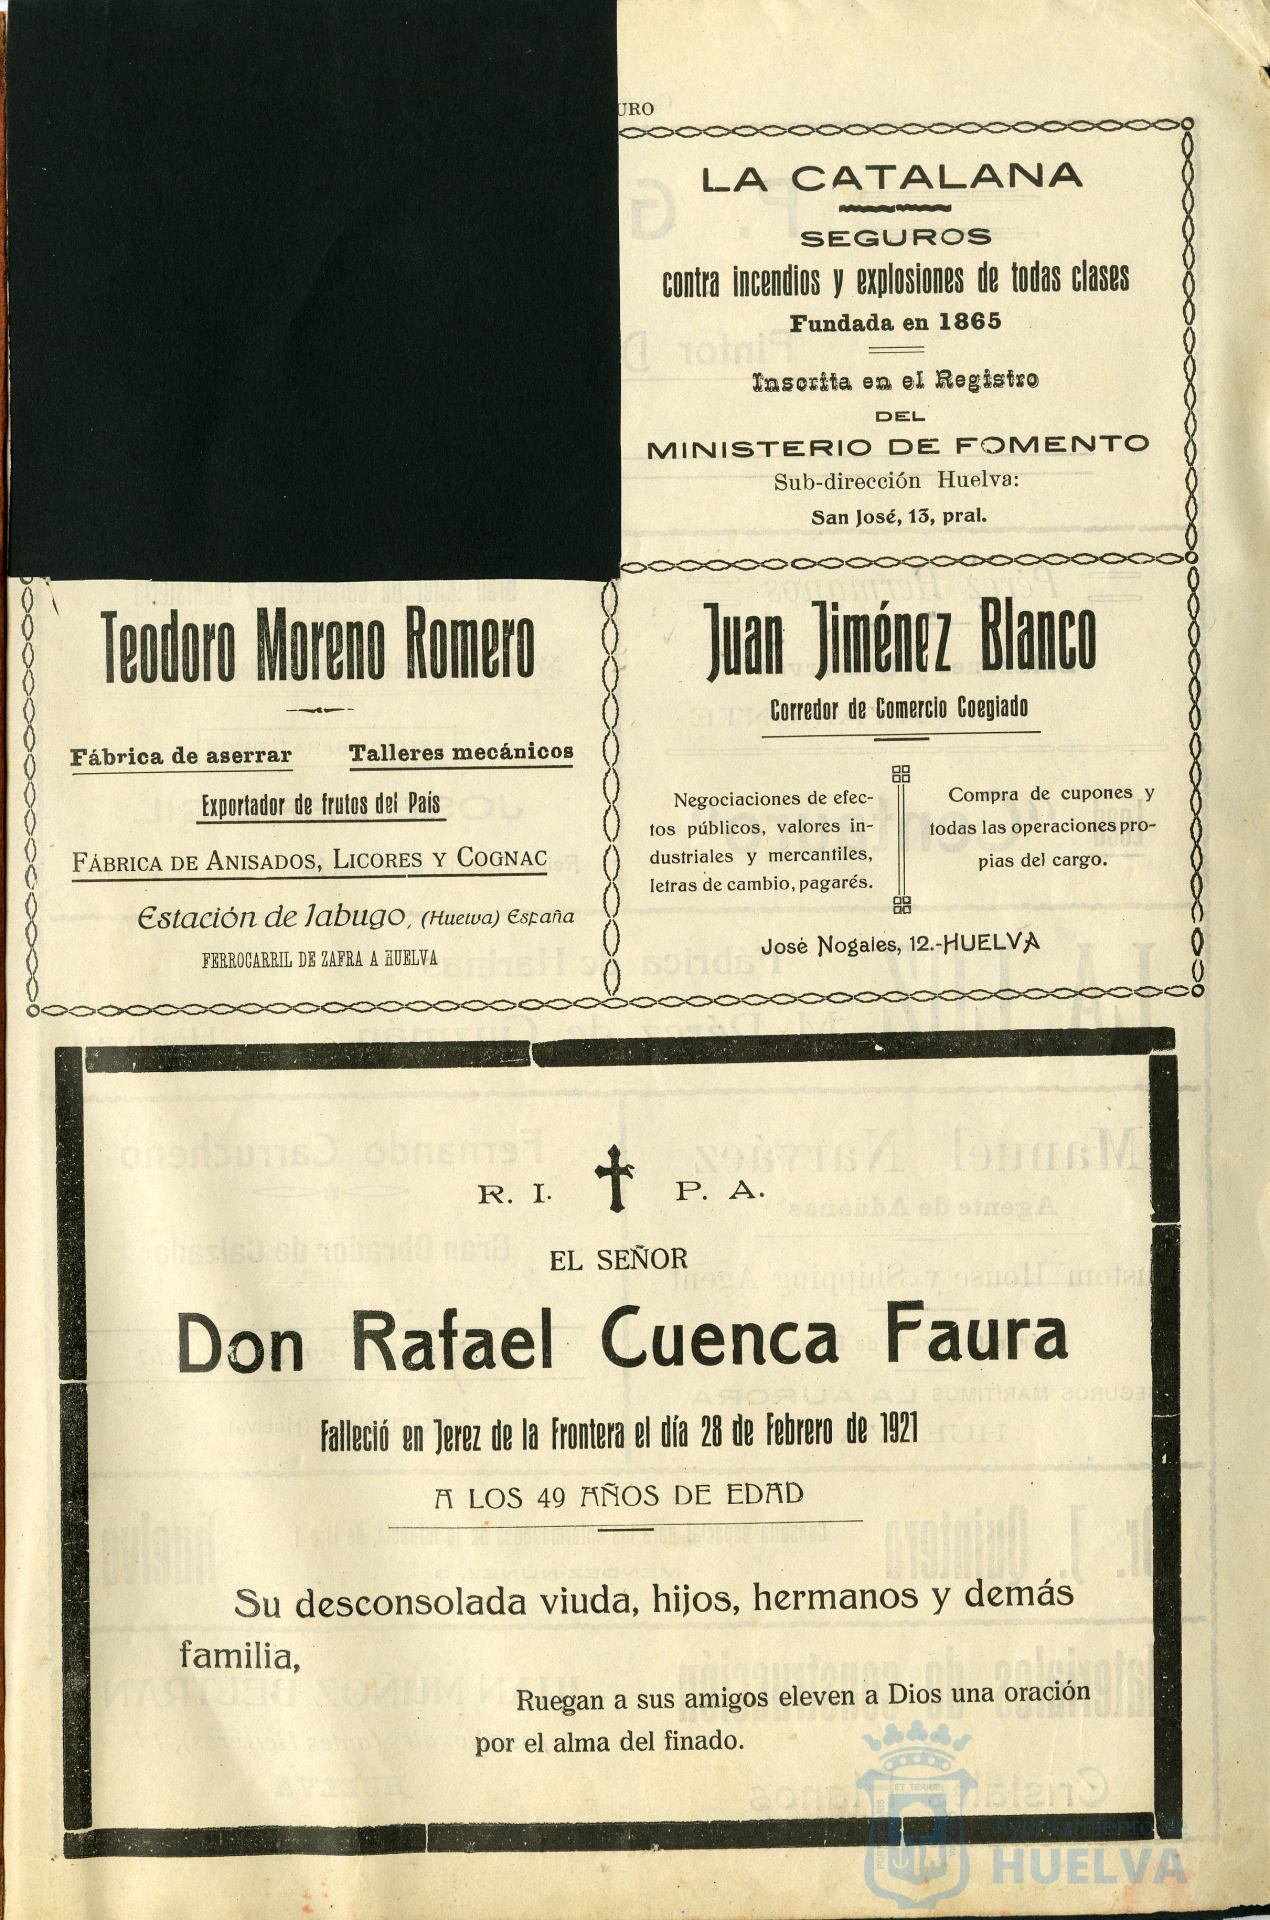 LA CATALANA
SEGUROS
contra incendios y explosiones de todas clases
Fundada en 1865
Inscrita en el Registro
DEL
MINISTERIO DE FOMENTO
Sub-dirección Huelva:
San José, 13, pral.
Teodoro Moreno Romero
Fábrica de aserrar Talleres mecánicos
Exportador de frutos del País
FÁBRICA DE ANISADOS, LICORES Y COGNAC
Estación de Jabugo, (Huelva) España
FERROCARRIL DE ZAFRA A HUELVA
Juan Jiménez Blanco
Corredor de Comercio Coegiado
Negociaciones de efec-
tos públicos, valores in-
dustriales y mercantiles,
letras de cambio, pagarés.
Compra de cupones y
todas las operaciones pro-
pias del cargo.
José Nogales, 12.-HUELVA
R. I. P. A.
EL SEÑOR
Don Rafael Cuenca Faura
Falleció en Jerez de la Frontera el día 28 de Febrero de 1921
A LOS 49 AÑOS DE EDAD
Su desconsolada viuda, hijos, hermanos y demás
familia,
Ruegan a sus amigos eleven a Dios una oración
por el alma del finado.
Ayuntamiento de
HUELVA